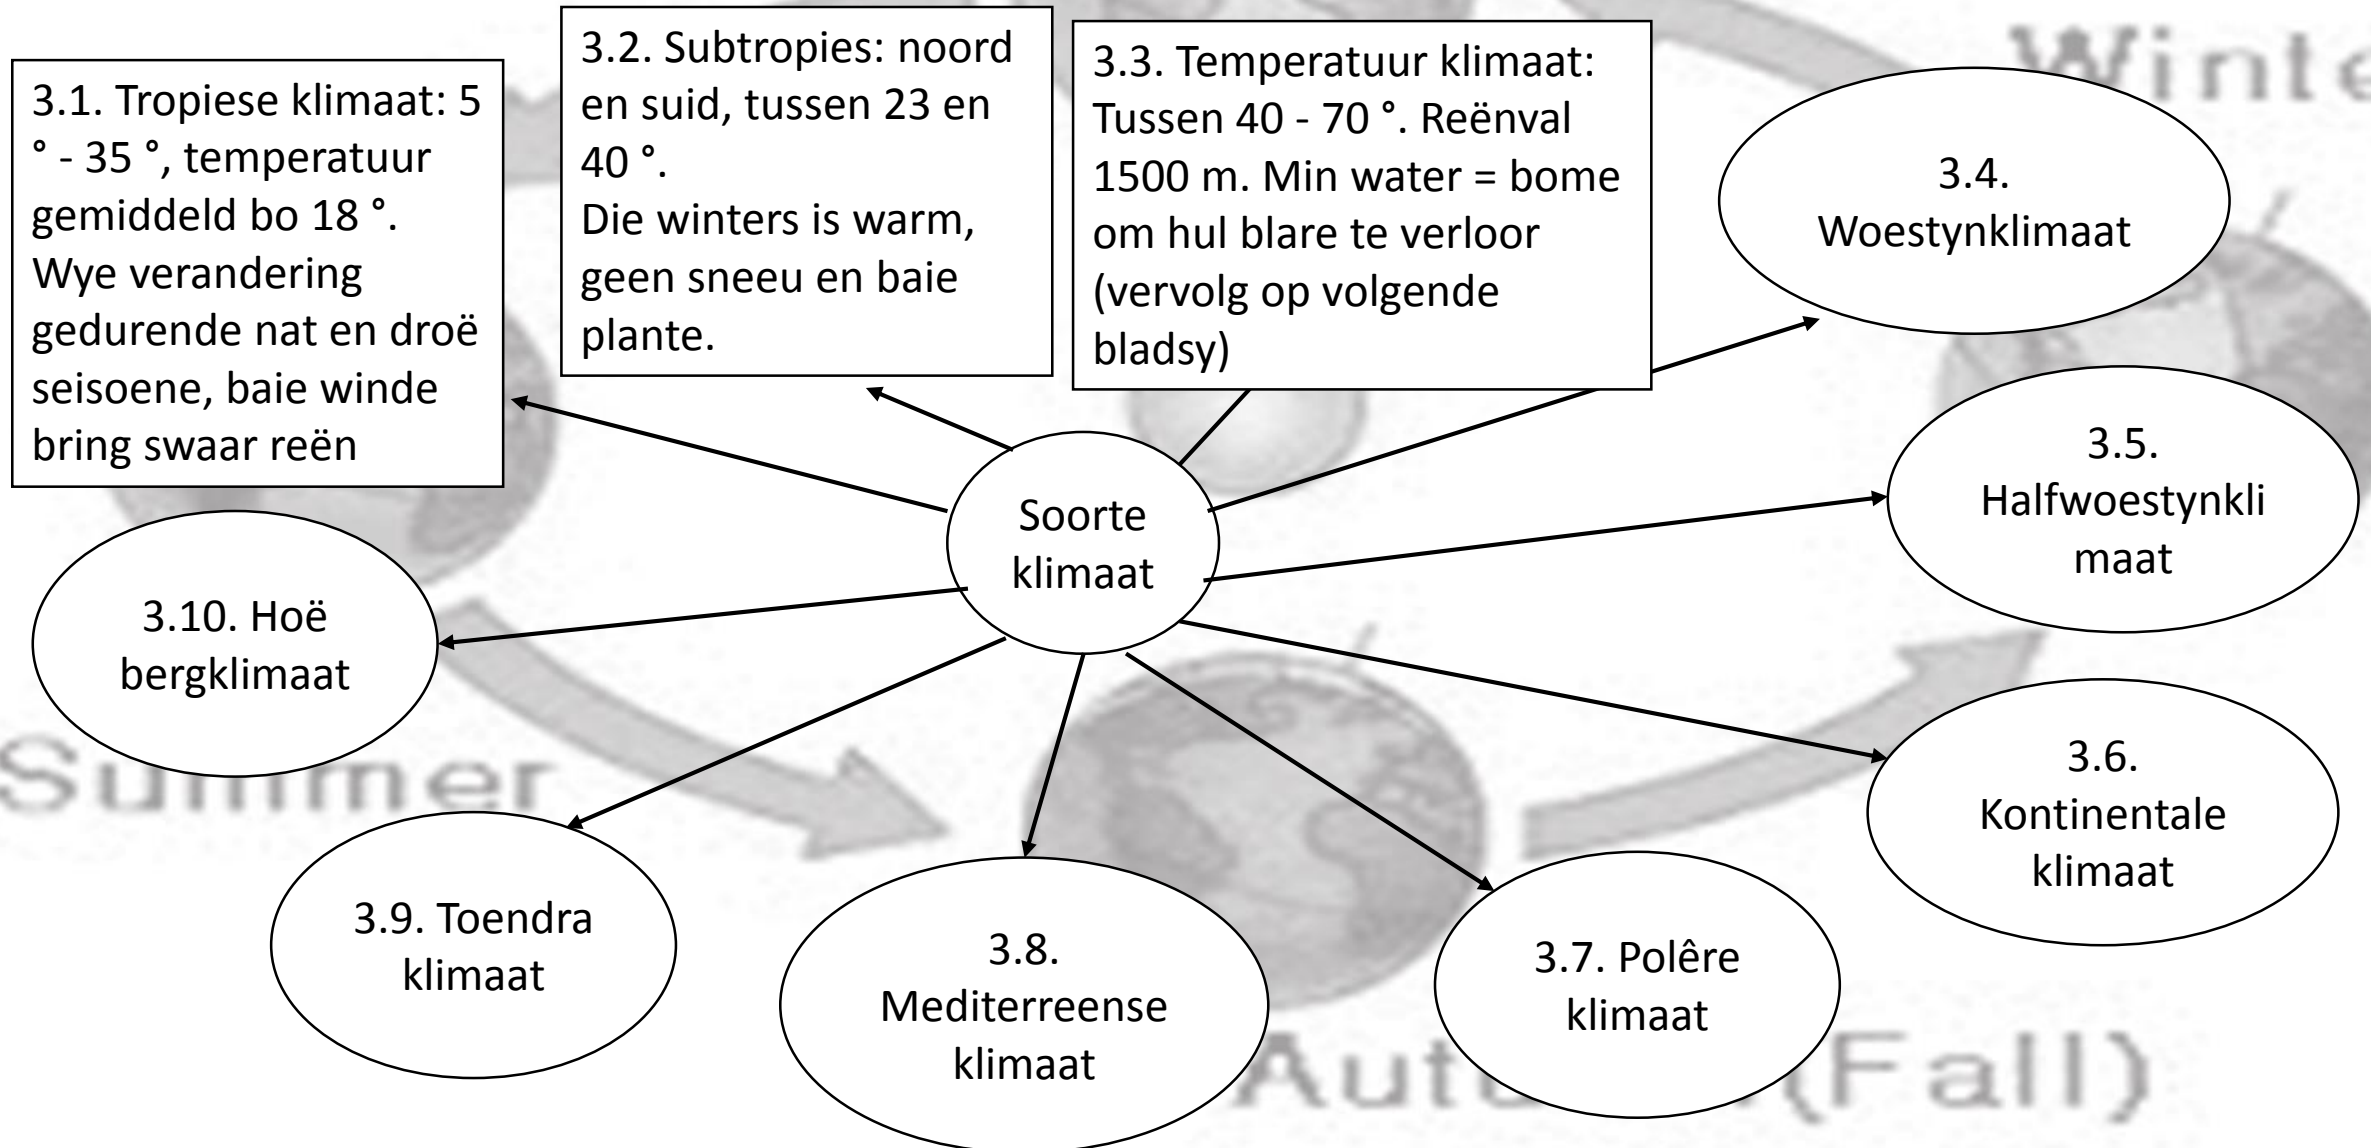 3.1. Tropiese klimaat: 5
° - 35 °, temperatuur
gemiddeld bo 18 °.
Wye verandering
gedurende nat en droë
seisoene, baie winde
bring swaar reën
3.2. Subtropies: noord
en suid, tussen 23 en
40 °.
Die winters is warm,
geen sneeu en baie
plante.
3.3. Temperatuur klimaat:
Tussen 40 - 70 °. Reënval
1500 m. Min water = bome
om hul blare te verloor
(vervolg op volgende
bladsy)
3.4.
Woestynklimaat
3.5.
Halfwoestynkli
maat
Soorte
klimaat
3.10. Hoë
bergklimaat
3.6.
Kontinentale
klimaat
3.9. Toendra
klimaat
3.8.
Mediterreense
klimaat
3.7. Polêre
klimaat
Summer
(Fall)